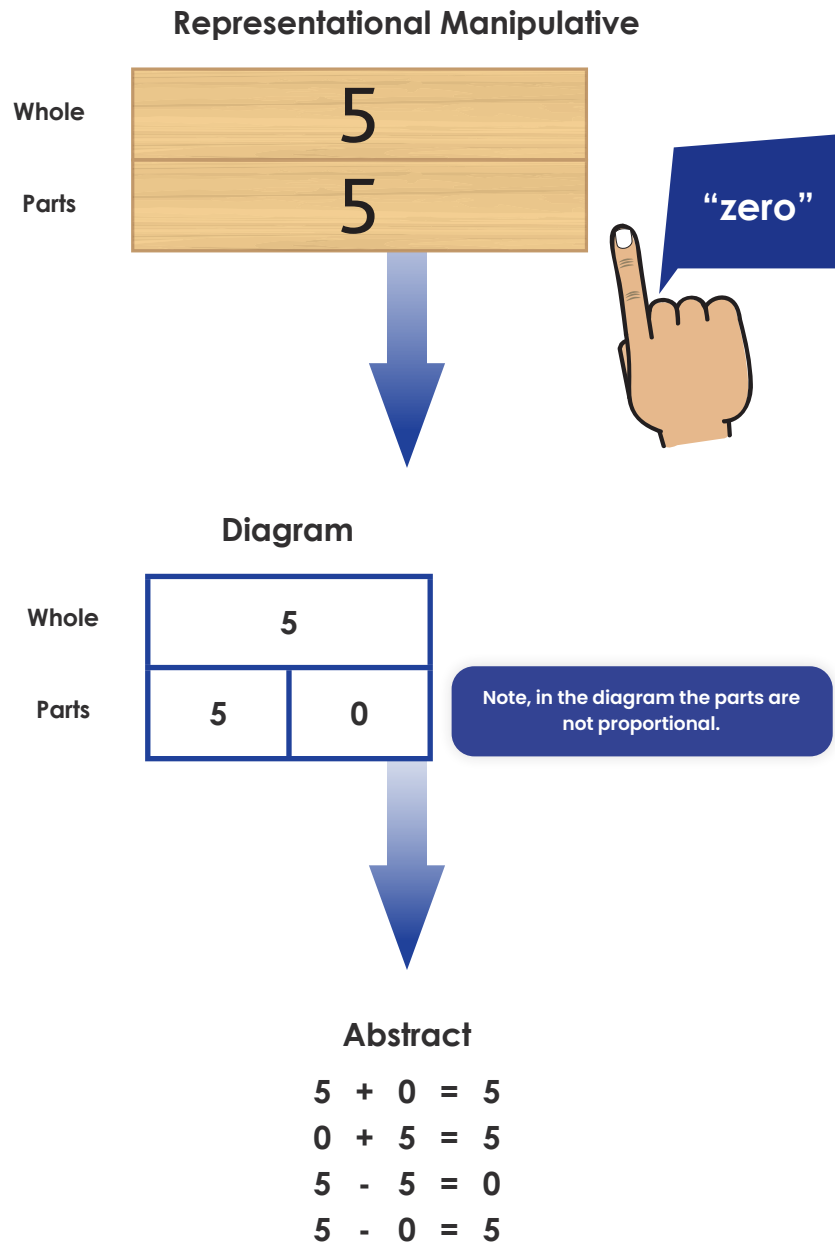 Representational Manipulative
Whole
5
Parts
5
“zero”
Diagram
Whole
5
Parts
5 0
Note, in the diagram the parts are
not proportional.
Abstract
5 + 0 = 5
0 + 5 = 5
5 - 5 = 0
5 - 0 = 5